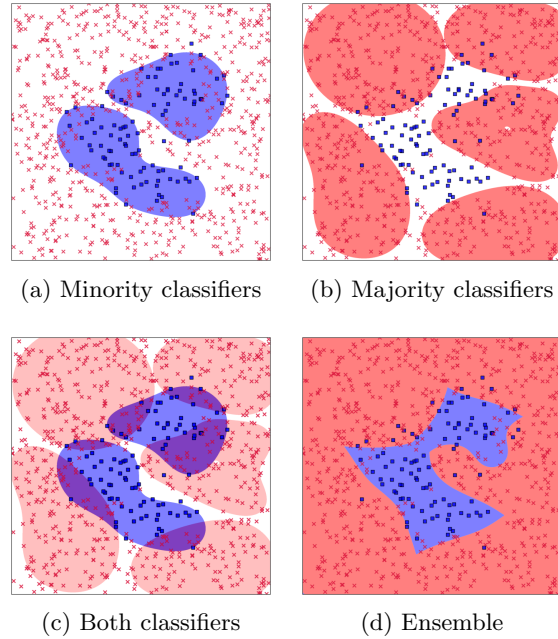 (a) Minority classifiers
(b) Majority classifiers
(c) Both classifiers
(d) Ensemble